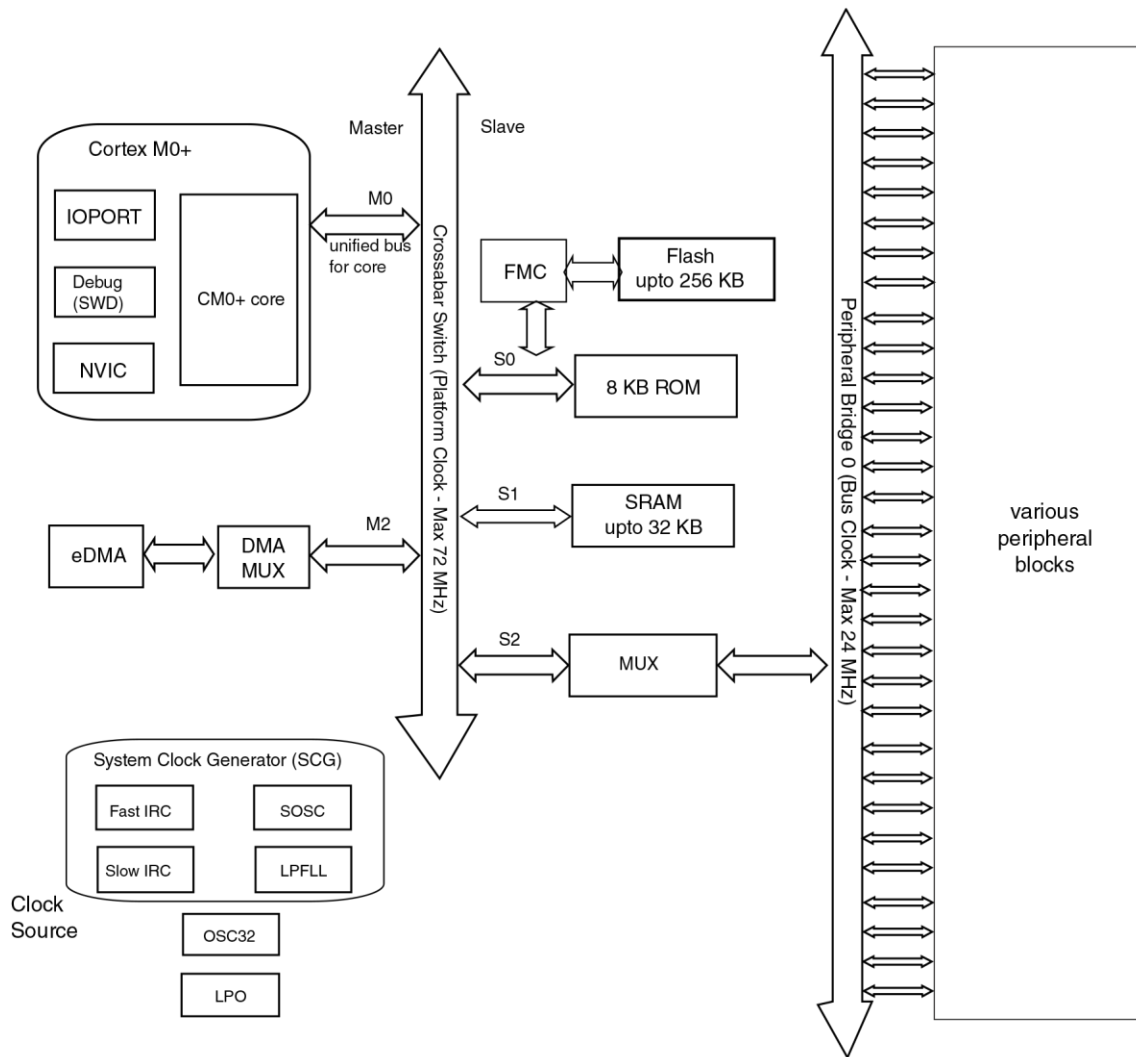 Master
Slave
Cortex M0+
IOPORT
Debug
(SWD)
NVIC
CM0+ core
M0
unified bus
for core
Crossabar Switch (Platform Clock - Max 72 MHz)
FMC
Flash
upto 256 KB
S0
8 KB ROM
S1
SRAM
upto 32 KB
M2
eDMA
DMA
MUX
S2
MUX
Peripheral Bridge 0 (Bus Clock - Max 24 MHz)
various
peripheral
blocks
System Clock Generator (SCG)
Fast IRC
SOSC
Slow IRC
LPFLL
Clock
Source
OSC32
LPO